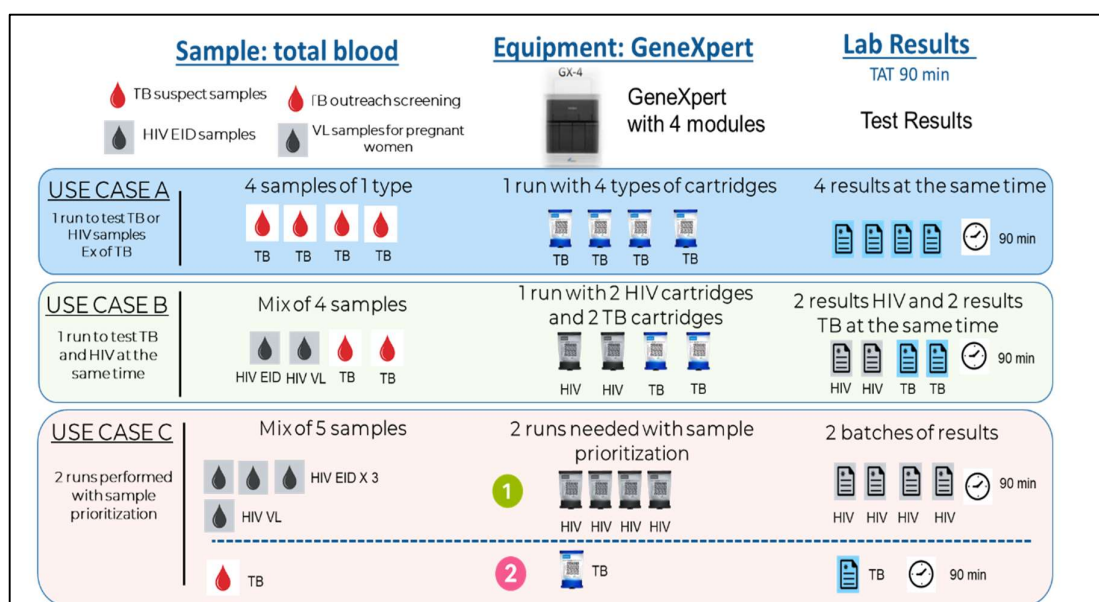 Sample: total blood
Equipment: GeneXpert
Lab Results
TAT 90 min
TB suspect samples
TB outreach screening
HIV EID samples
VL samples for pregnant
women
GX-4
GeneXpert
with 4 modules
Test Results
USE CASE A
1 run to test TB or
HIV samples
Ex of TB
4 samples of 1 type
TB TB TB TB
1 run with 4 types of cartridges
TB TB TB TB
4 results at the same time
90 min
USE CASE B
1 run to test TB
and HIV at the
same time
Mix of 4 samples
HIV EID HIV VL TB TB
1 run with 2 HIV cartridges
and 2 TB cartridges
HIV HIV TB TB
2 results HIV and 2 results
TB at the same time
90 min
HIV HIV TB TB
USE CASE C
2 runs performed
with sample
prioritization
Mix of 5 samples
HIV EID X 3
HIV VL
2 runs needed with sample
prioritization
1
HIV HIV HIV HIV
2 batches of results
90 min
HIV HIV HIV HIV
TB
2
TB
TB
90 min